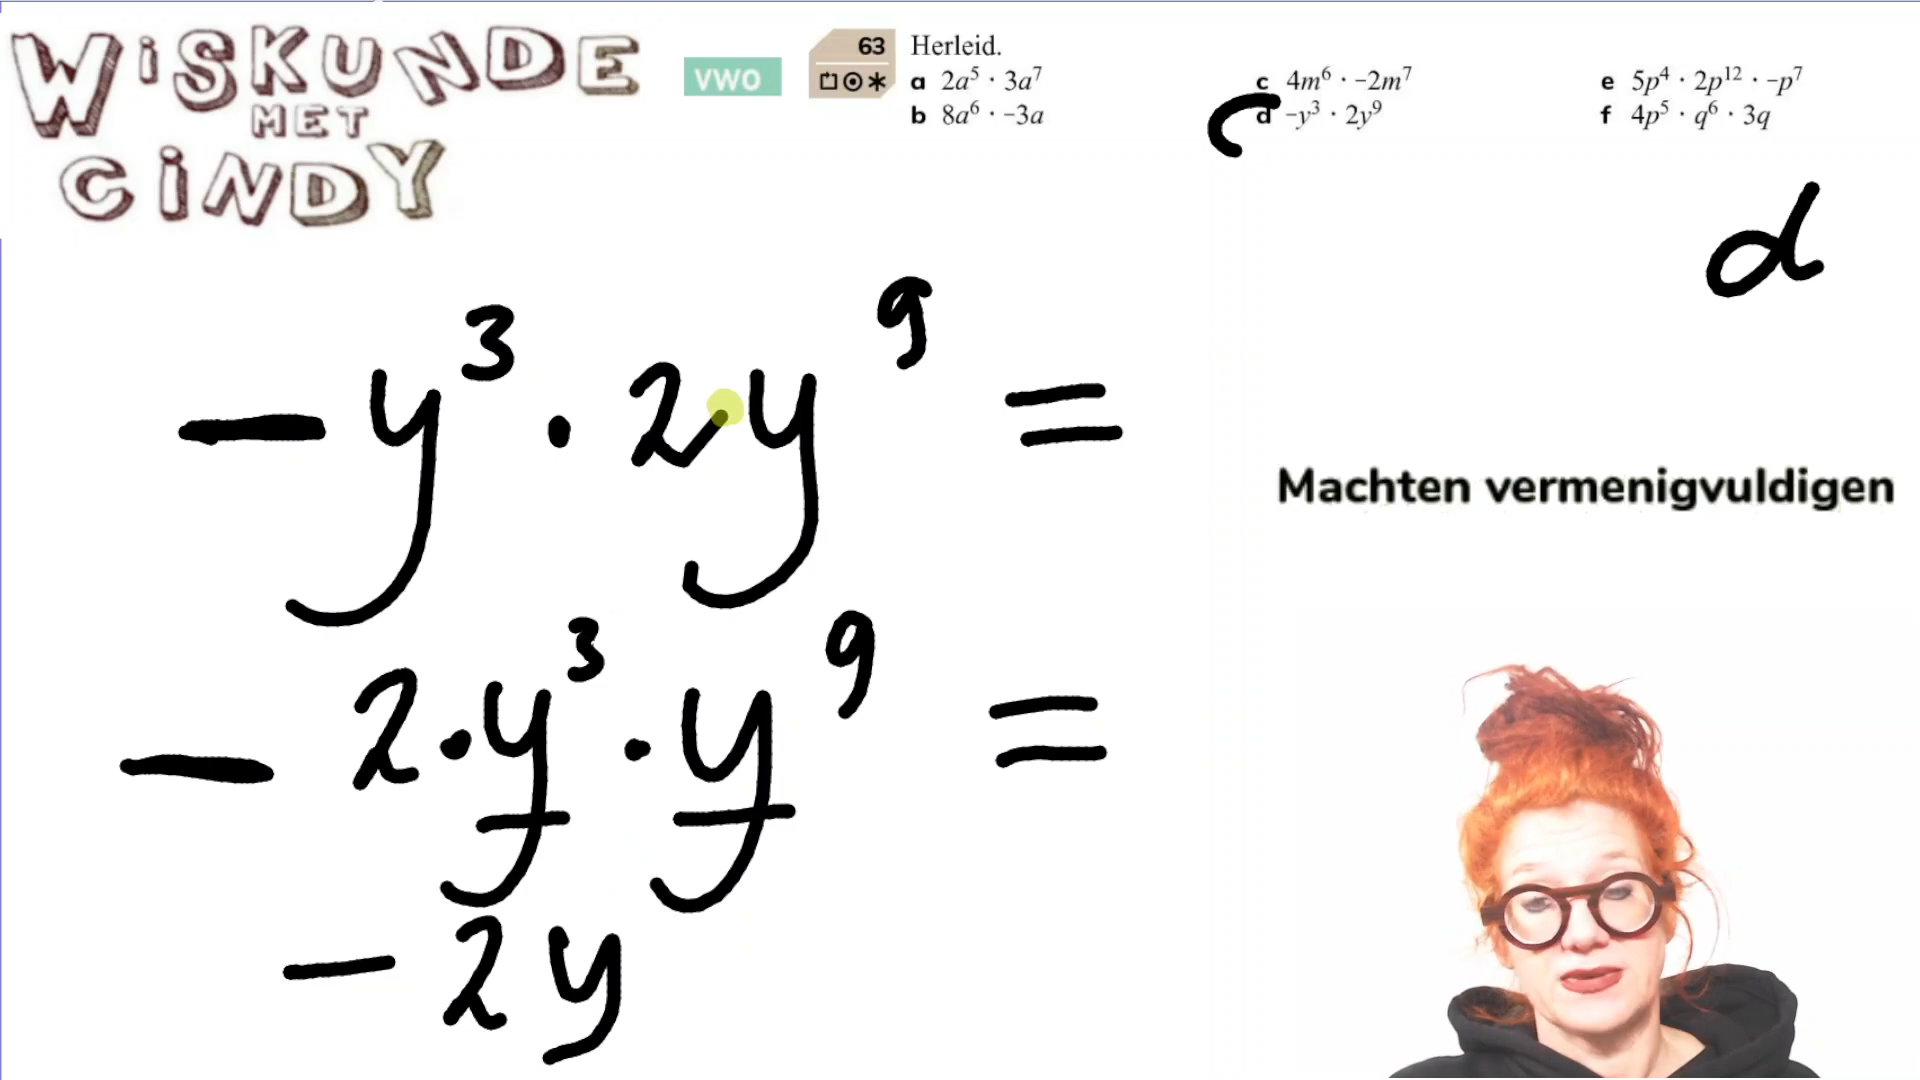 WiSKUNDE
MET
CiNDY
VWO
63
Herleid.
a 2a⁵ · 3a⁷
b 8a⁶ · −3a
c 4m⁶ · −2m⁷
d −y³ · 2y⁹
e 5p⁴ · 2p¹² · −p⁷
f 4p⁵ · q⁶ · 3q
d
− y³ · 2y⁹ =
Machten vermenigvuldigen
− 2 · y³ · y⁹ =
− 2y